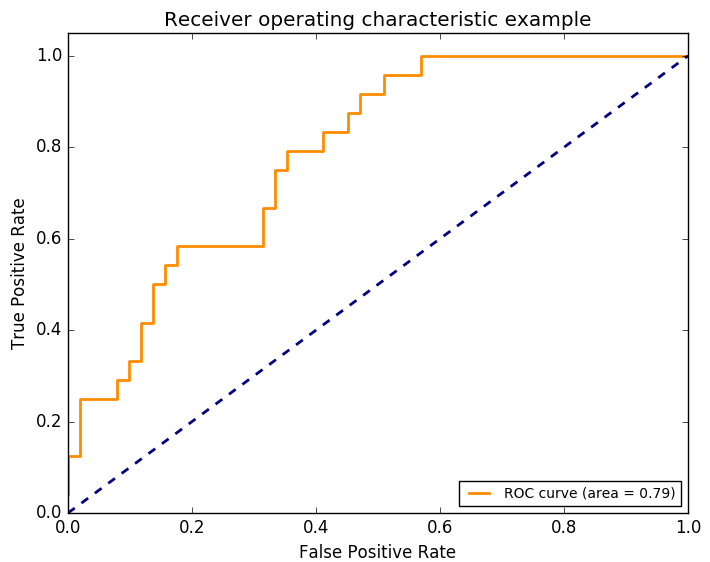 Receiver operating characteristic example
1.0
0.8
0.6
0.4
0.2
0.0
True Positive Rate
ROC curve (area = 0.79)
0.0 0.2 0.4 0.6 0.8 1.0
False Positive Rate